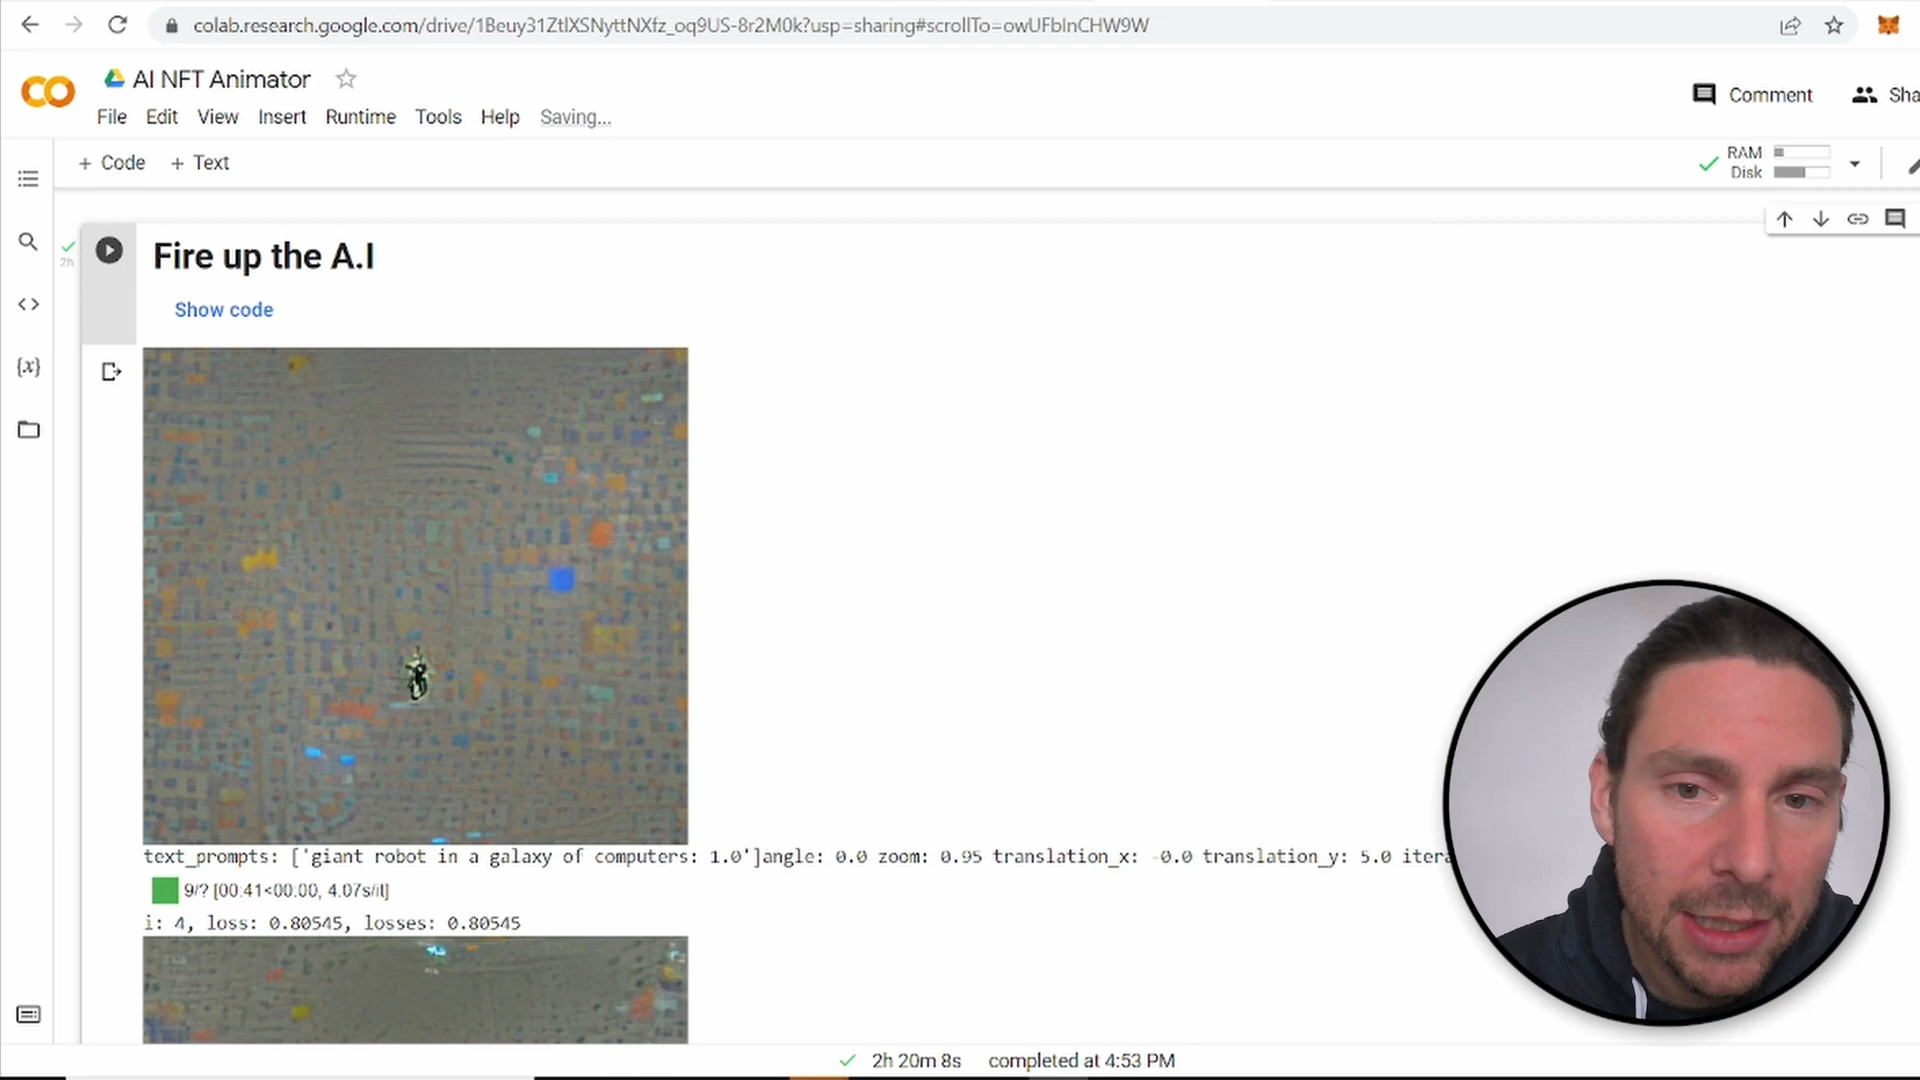 colab.research.google.com/drive/1Beuy31ZtlXSNyttNXfz_oq9US-8r2M0k?usp=sharing#scrollTo=owUFbInCHW9W
AI NFT Animator
Comment
Sha
File Edit View Insert Runtime Tools Help Saving...
+ Code + Text
RAM
Disk
2h
Fire up the A.I
Show code
{x}
text_prompts: ['giant robot in a galaxy of computers: 1.0']angle: 0.0 zoom: 0.95 translation_x: -0.0 translation_y: 5.0 itera
9/? [00:41<00:00, 4.07s/it]
i: 4, loss: 0.80545, losses: 0.80545
2h 20m 8s completed at 4:53 PM